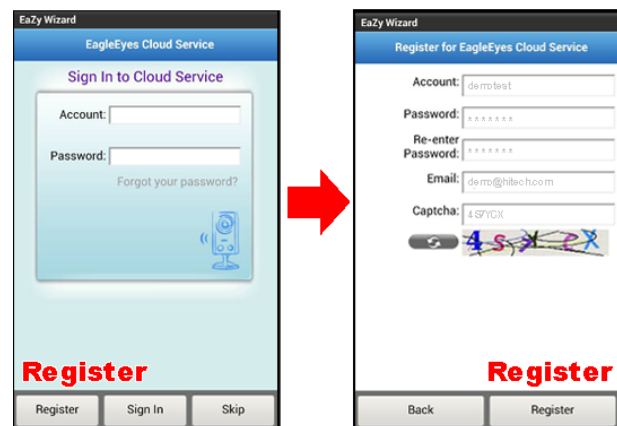 EaZy Wizard
EagleEyes Cloud Service
Sign In to Cloud Service
Account:
Password:
Forgot your password?
Register
Register Sign In Skip
EaZy Wizard
Register for EagleEyes Cloud Service
Account: demotest
Password: *******
Re-enter
Password: *******
Email: demo@hitech.com
Captcha: 4S7YCX
Register
Back Register